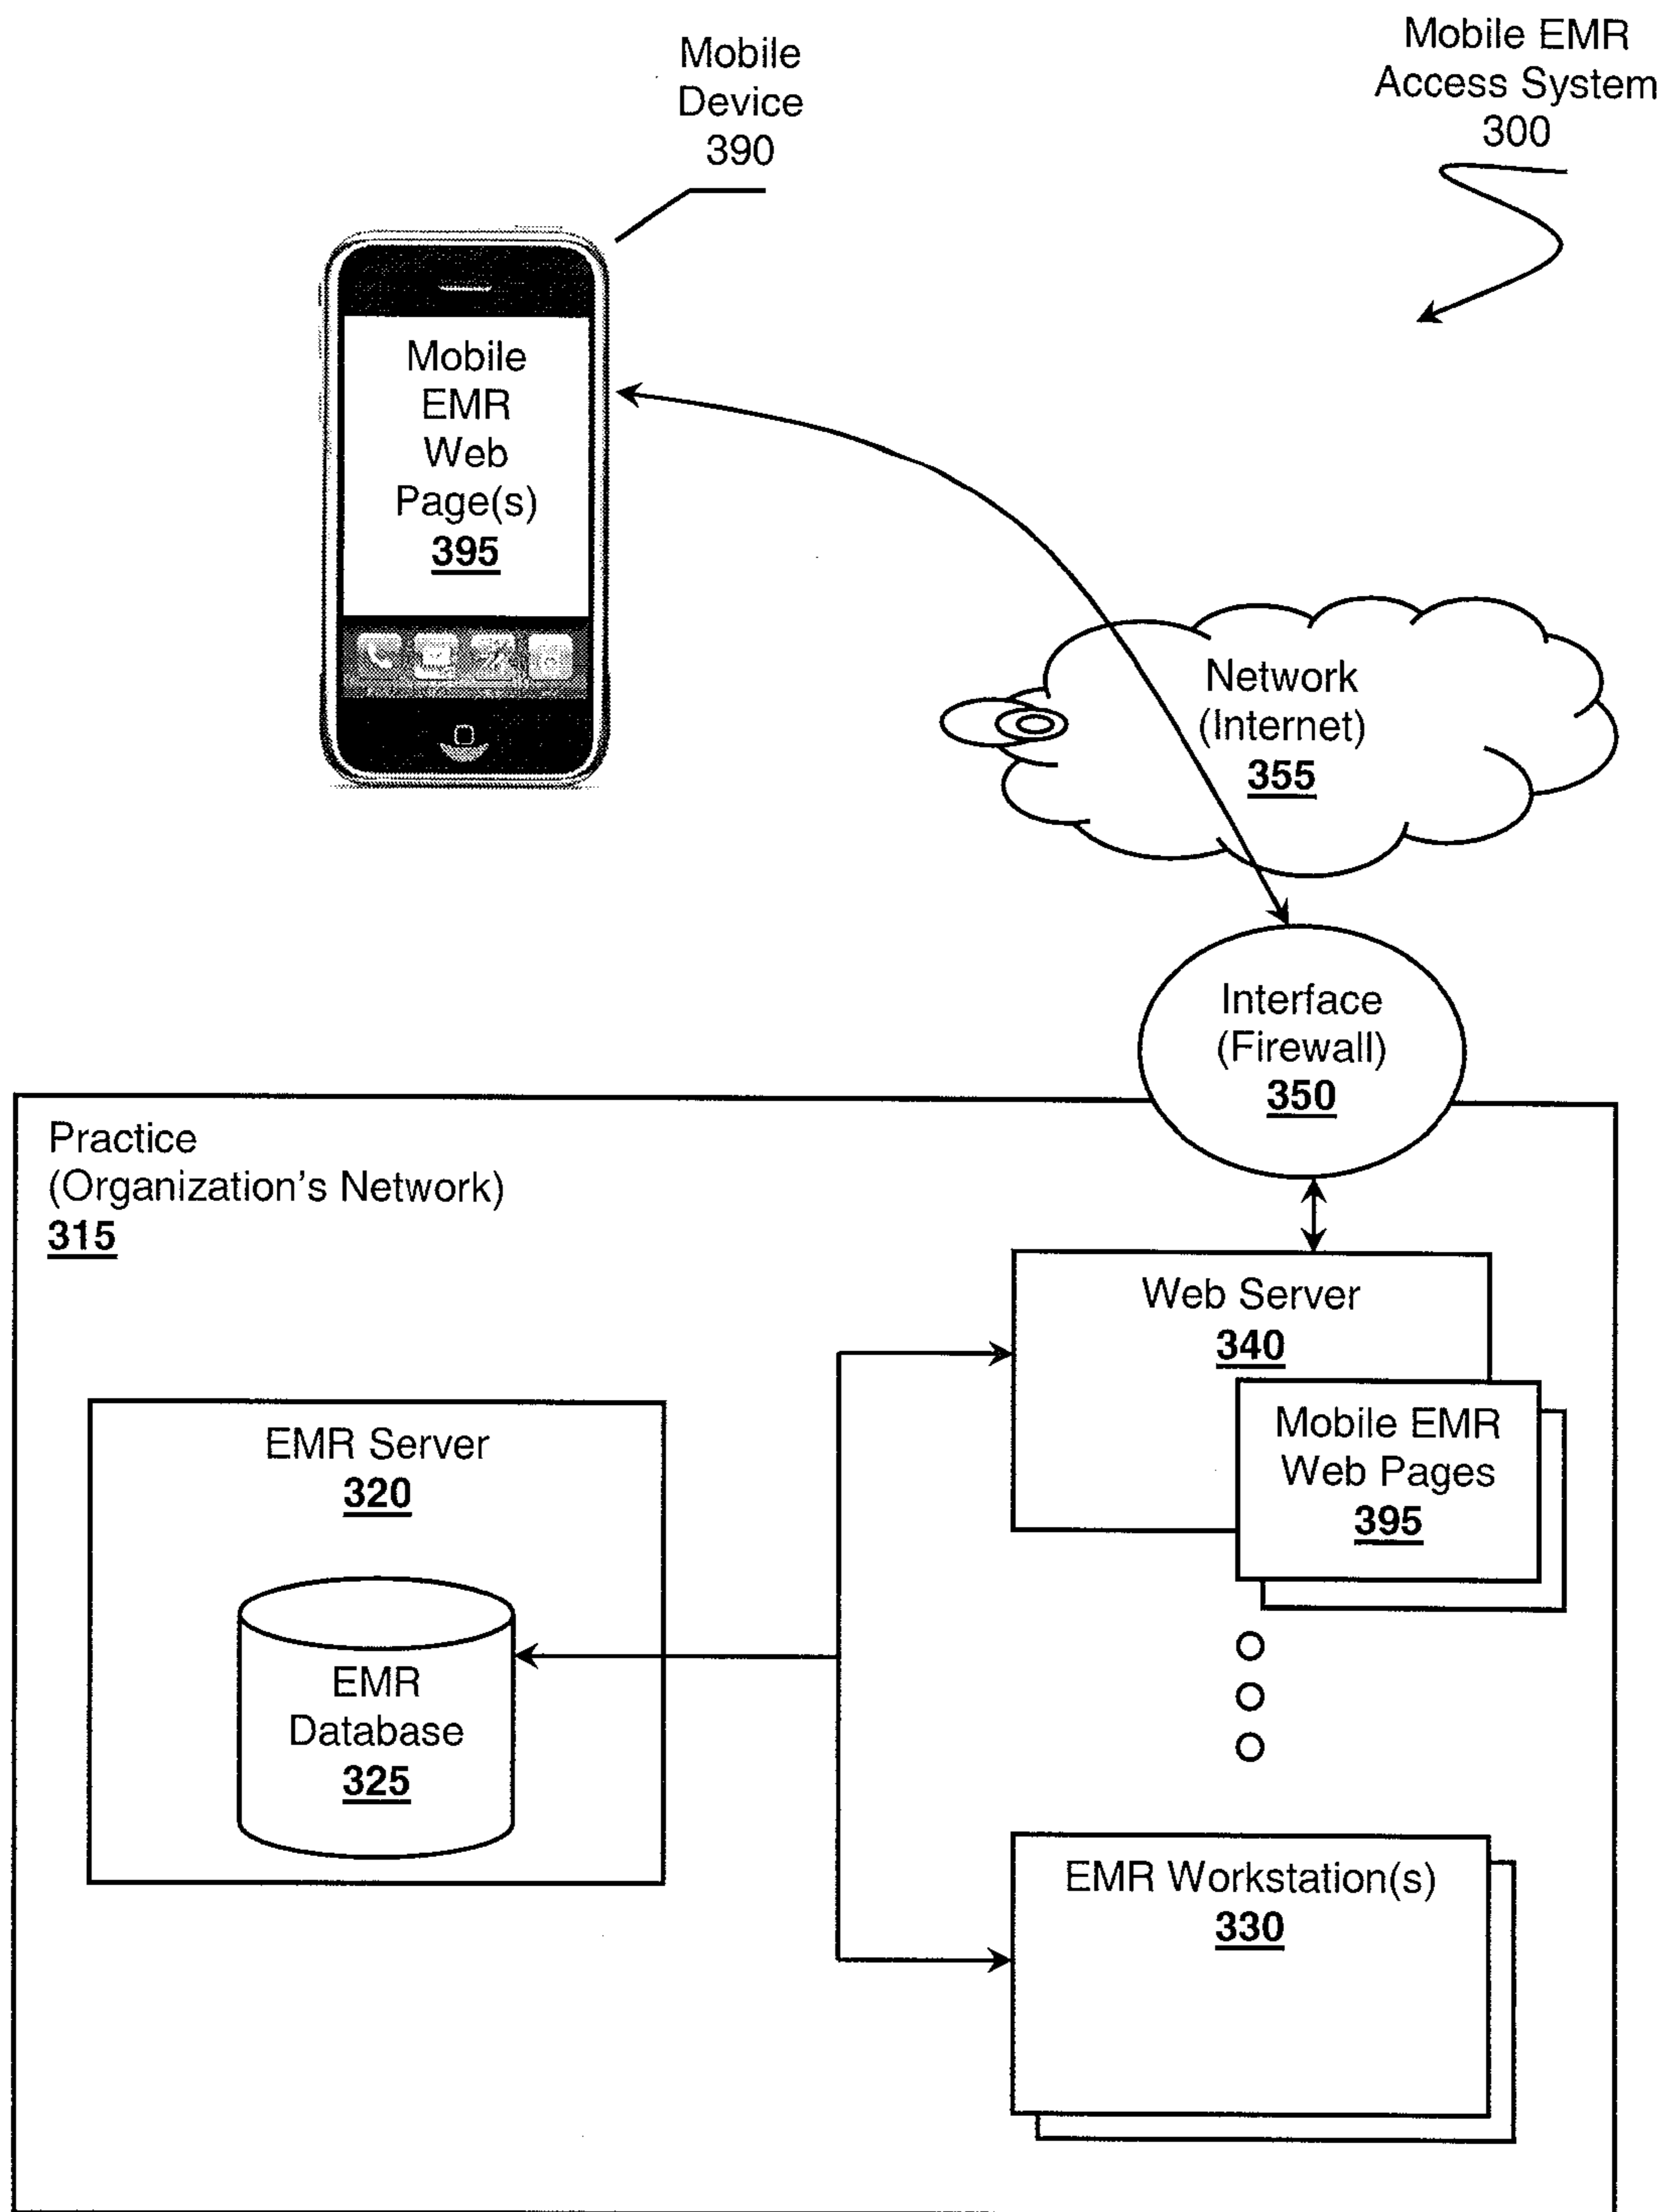 Mobile EMR
Access System
300
Mobile
Device
390
Mobile
EMR
Web
Page(s)
395
Network
(Internet)
355
Interface
(Firewall)
350
Practice
(Organization's Network)
315
Web Server
340
Mobile EMR
Web Pages
395
EMR Server
320
EMR
Database
325
EMR Workstation(s)
330